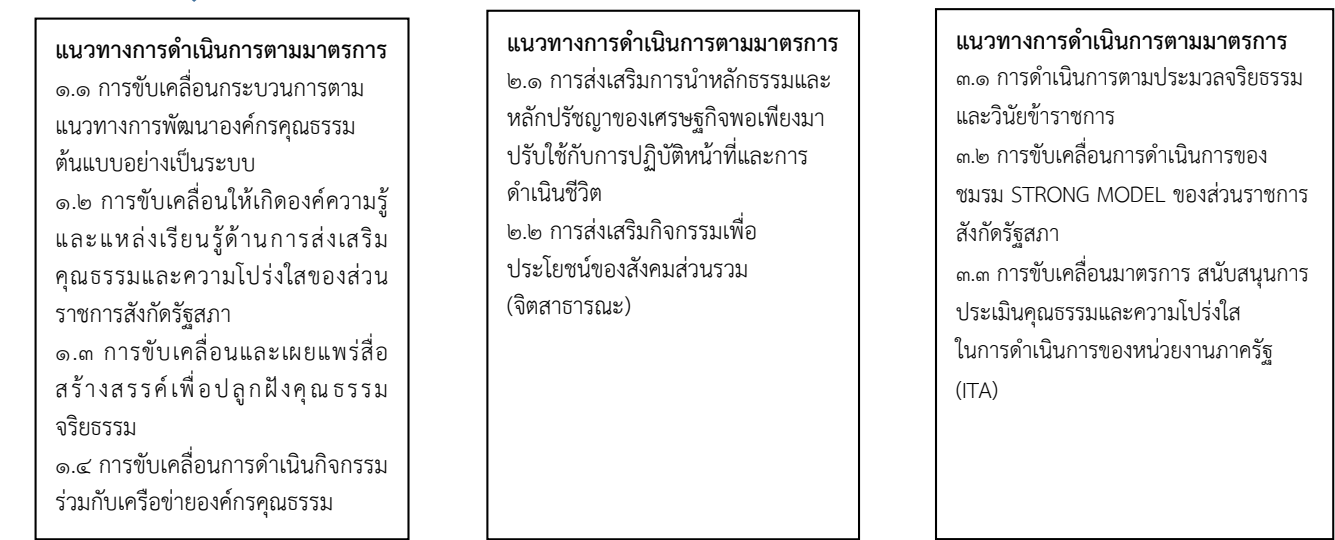 แนวทางการดำเนินการตามมาตรการ
๑.๑ การขับเคลื่อนกระบวนการตาม
แนวทางการพัฒนาองค์กรคุณธรรม
ต้นแบบอย่างเป็นระบบ
๑.๒ การขับเคลื่อนให้เกิดองค์ความรู้
และแหล่งเรียนรู้ด้านการส่งเสริม
คุณธรรมและความโปร่งใสของส่วน
ราชการสังกัดรัฐสภา
๑.๓ การขับเคลื่อนและเผยแพร่สื่อ
สร้างสรรค์เพื่อปลูกฝังคุณธรรม
จริยธรรม
๑.๔ การขับเคลื่อนการดำเนินกิจกรรม
ร่วมกับเครือข่ายองค์กรคุณธรรม
แนวทางการดำเนินการตามมาตรการ
๒.๑ การส่งเสริมการนำหลักธรรมและ
หลักปรัชญาของเศรษฐกิจพอเพียงมา
ปรับใช้กับการปฏิบัติหน้าที่และการ
ดำเนินชีวิต
๒.๒ การส่งเสริมกิจกรรมเพื่อ
ประโยชน์ของสังคมส่วนรวม
(จิตสาธารณะ)
แนวทางการดำเนินการตามมาตรการ
๓.๑ การดำเนินการตามประมวลจริยธรรม
และวินัยข้าราชการ
๓.๒ การขับเคลื่อนการดำเนินการของ
ชมรม STRONG MODEL ของส่วนราชการ
สังกัดรัฐสภา
๓.๓ การขับเคลื่อนมาตรการ สนับสนุนการ
ประเมินคุณธรรมและความโปร่งใส
ในการดำเนินการของหน่วยงานภาครัฐ
(ITA)